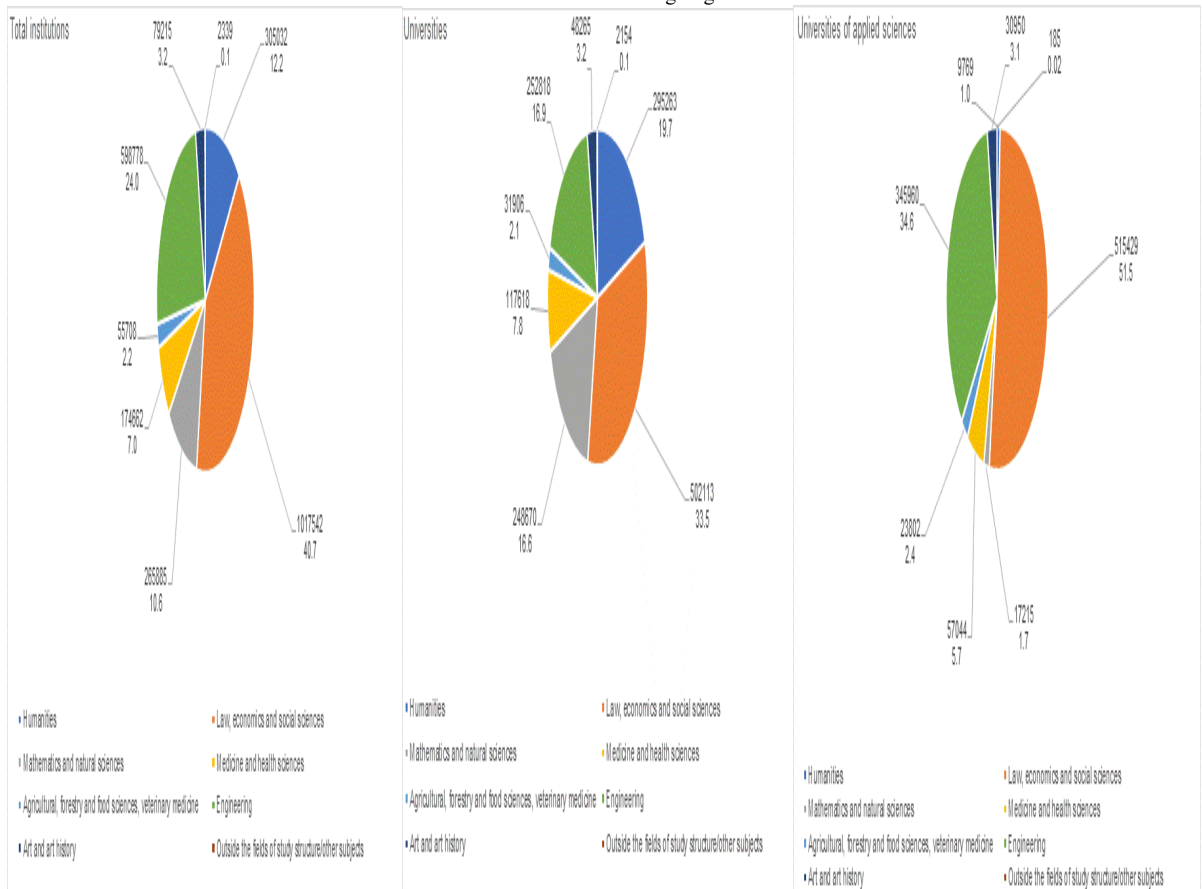 Total institutions
79215
3.2
2339
0.1
305032
12.2
598778
24.0
55708
2.2
174662
7.0
265885
10.6
1017542
40.7
Humanities
Law, economics and social sciences
Mathematics and natural sciences
Medicine and health sciences
Agricultural, forestry and food sciences, veterinary medicine
Engineering
Art and art history
Outside the fields of study structure/other subjects
Universities
48265
3.2
2154
0.1
252818
16.9
295263
19.7
31906
2.1
117618
7.8
248670
16.6
502113
33.5
Humanities
Law, economics and social sciences
Mathematics and natural sciences
Medicine and health sciences
Agricultural, forestry and food sciences, veterinary medicine
Engineering
Art and art history
Outside the fields of study structure/other subjects
Universities of applied sciences
30950
3.1
185
0.02
9769
1.0
345960
34.6
515429
51.5
23802
2.4
57044
5.7
17215
1.7
Humanities
Law, economics and social sciences
Mathematics and natural sciences
Medicine and health sciences
Agricultural, forestry and food sciences, veterinary medicine
Engineering
Art and art history
Outside the fields of study structure/other subjects